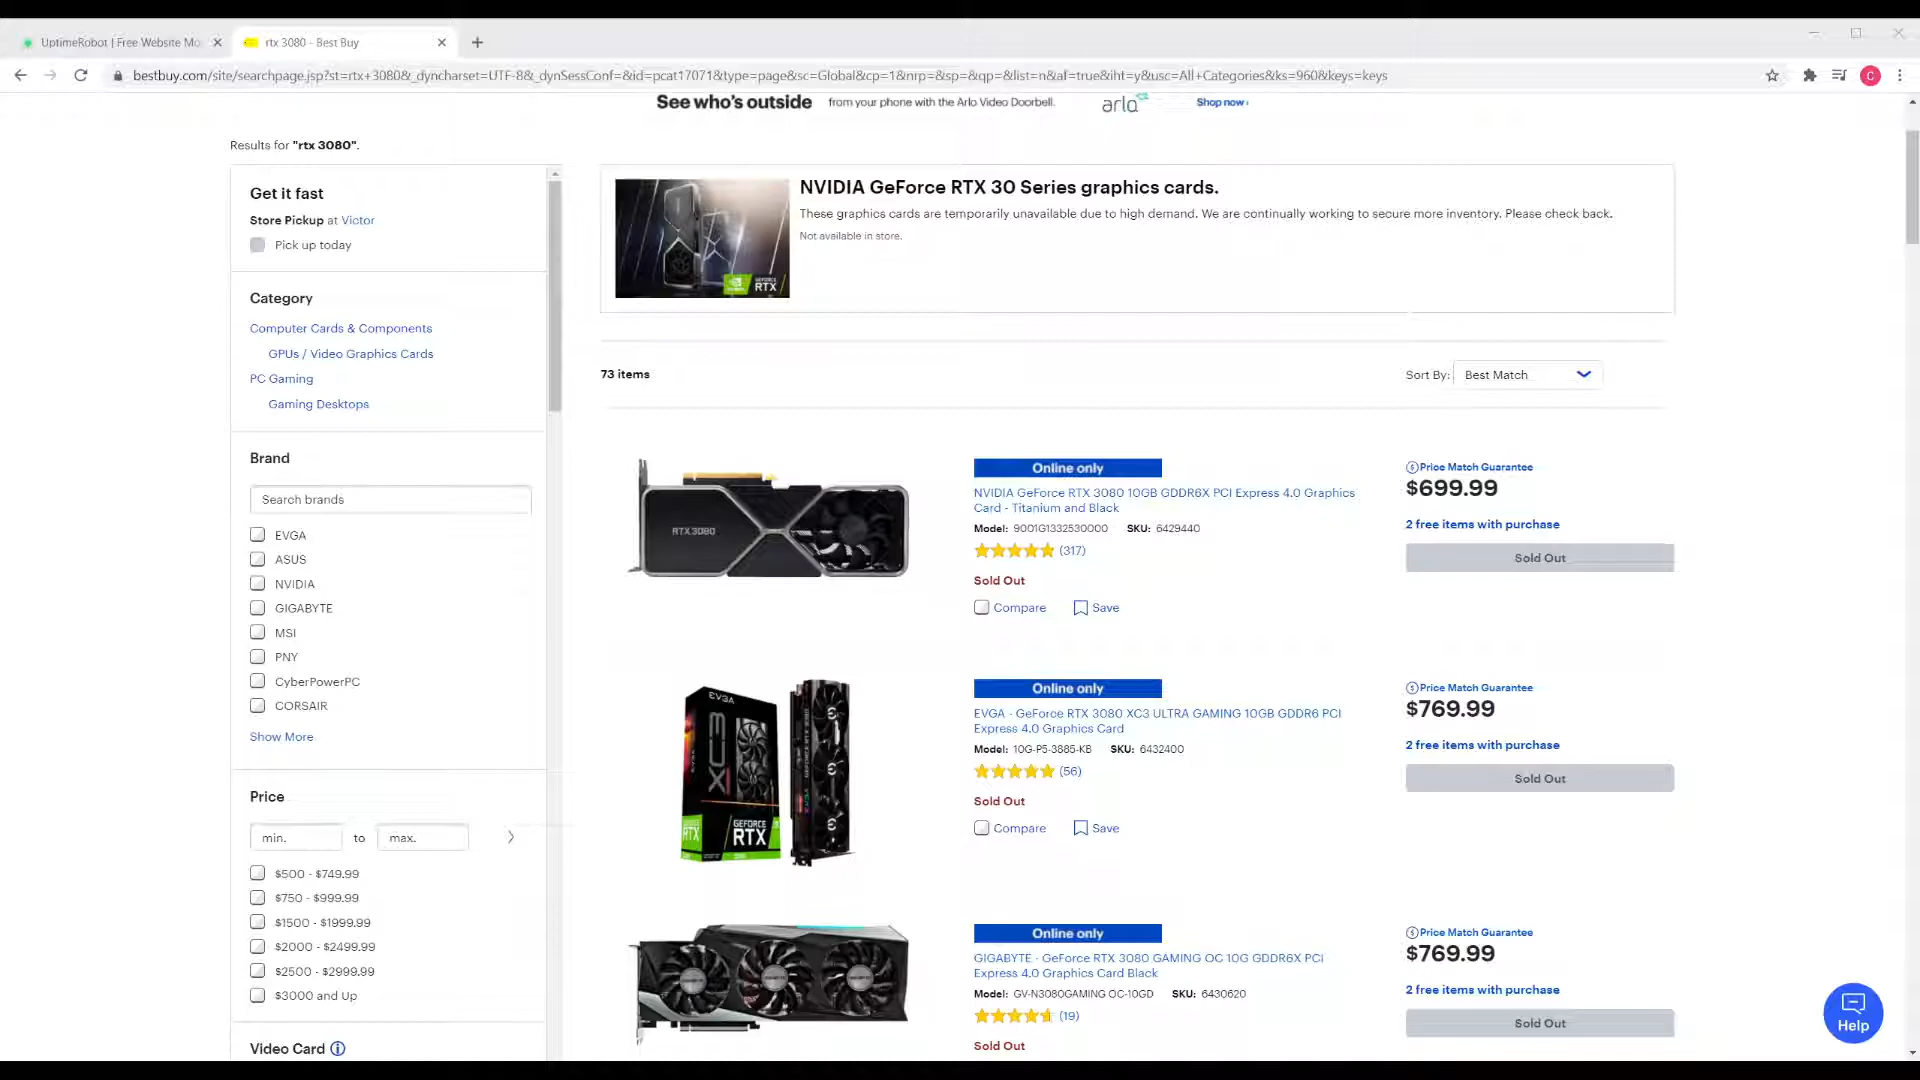 UptimeRobot | Free Website Mo
rtx 3080 - Best Buy
bestbuy.com/site/searchpage.jsp?st=rtx+3080&_dyncharset=UTF-8&_dynSessConf=&id=pcat17071&type=page&sc=Global&cp=1&nrp=&sp=&qp=&list=n&af=true&iht=y&usc=All+Categories&ks=960&keys=keys
C
See who's outside from your phone with the Arlo Video Doorbell. arlo Shop now ›
Results for "rtx 3080".
Get it fast
Store Pickup at Victor
Pick up today
Category
Computer Cards & Components
GPUs / Video Graphics Cards
PC Gaming
Gaming Desktops
Brand
Search brands
EVGA
ASUS
NVIDIA
GIGABYTE
MSI
PNY
CyberPowerPC
CORSAIR
Show More
Price
min. to max.
$500 - $749.99
$750 - $999.99
$1500 - $1999.99
$2000 - $2499.99
$2500 - $2999.99
$3000 and Up
Video Card
GEFORCE RTX
NVIDIA GeForce RTX 30 Series graphics cards.
These graphics cards are temporarily unavailable due to high demand. We are continually working to secure more inventory. Please check back.
Not available in store.
73 items
Sort By: Best Match
RTX 3080
Online only
NVIDIA GeForce RTX 3080 10GB GDDR6X PCI Express 4.0 Graphics
Card - Titanium and Black
Model: 9001G1332530000 SKU: 6429440
(317)
Sold Out
Compare Save
Price Match Guarantee
$699.99
2 free items with purchase
Sold Out
EVGA
XC3
GEFORCE
RTX
Online only
EVGA - GeForce RTX 3080 XC3 ULTRA GAMING 10GB GDDR6 PCI
Express 4.0 Graphics Card
Model: 10G-P5-3885-KB SKU: 6432400
(56)
Sold Out
Compare Save
Price Match Guarantee
$769.99
2 free items with purchase
Sold Out
Online only
GIGABYTE - GeForce RTX 3080 GAMING OC 10G GDDR6X PCI
Express 4.0 Graphics Card Black
Model: GV-N3080GAMING OC-10GD SKU: 6430620
(19)
Sold Out
Price Match Guarantee
$769.99
2 free items with purchase
Sold Out
Help